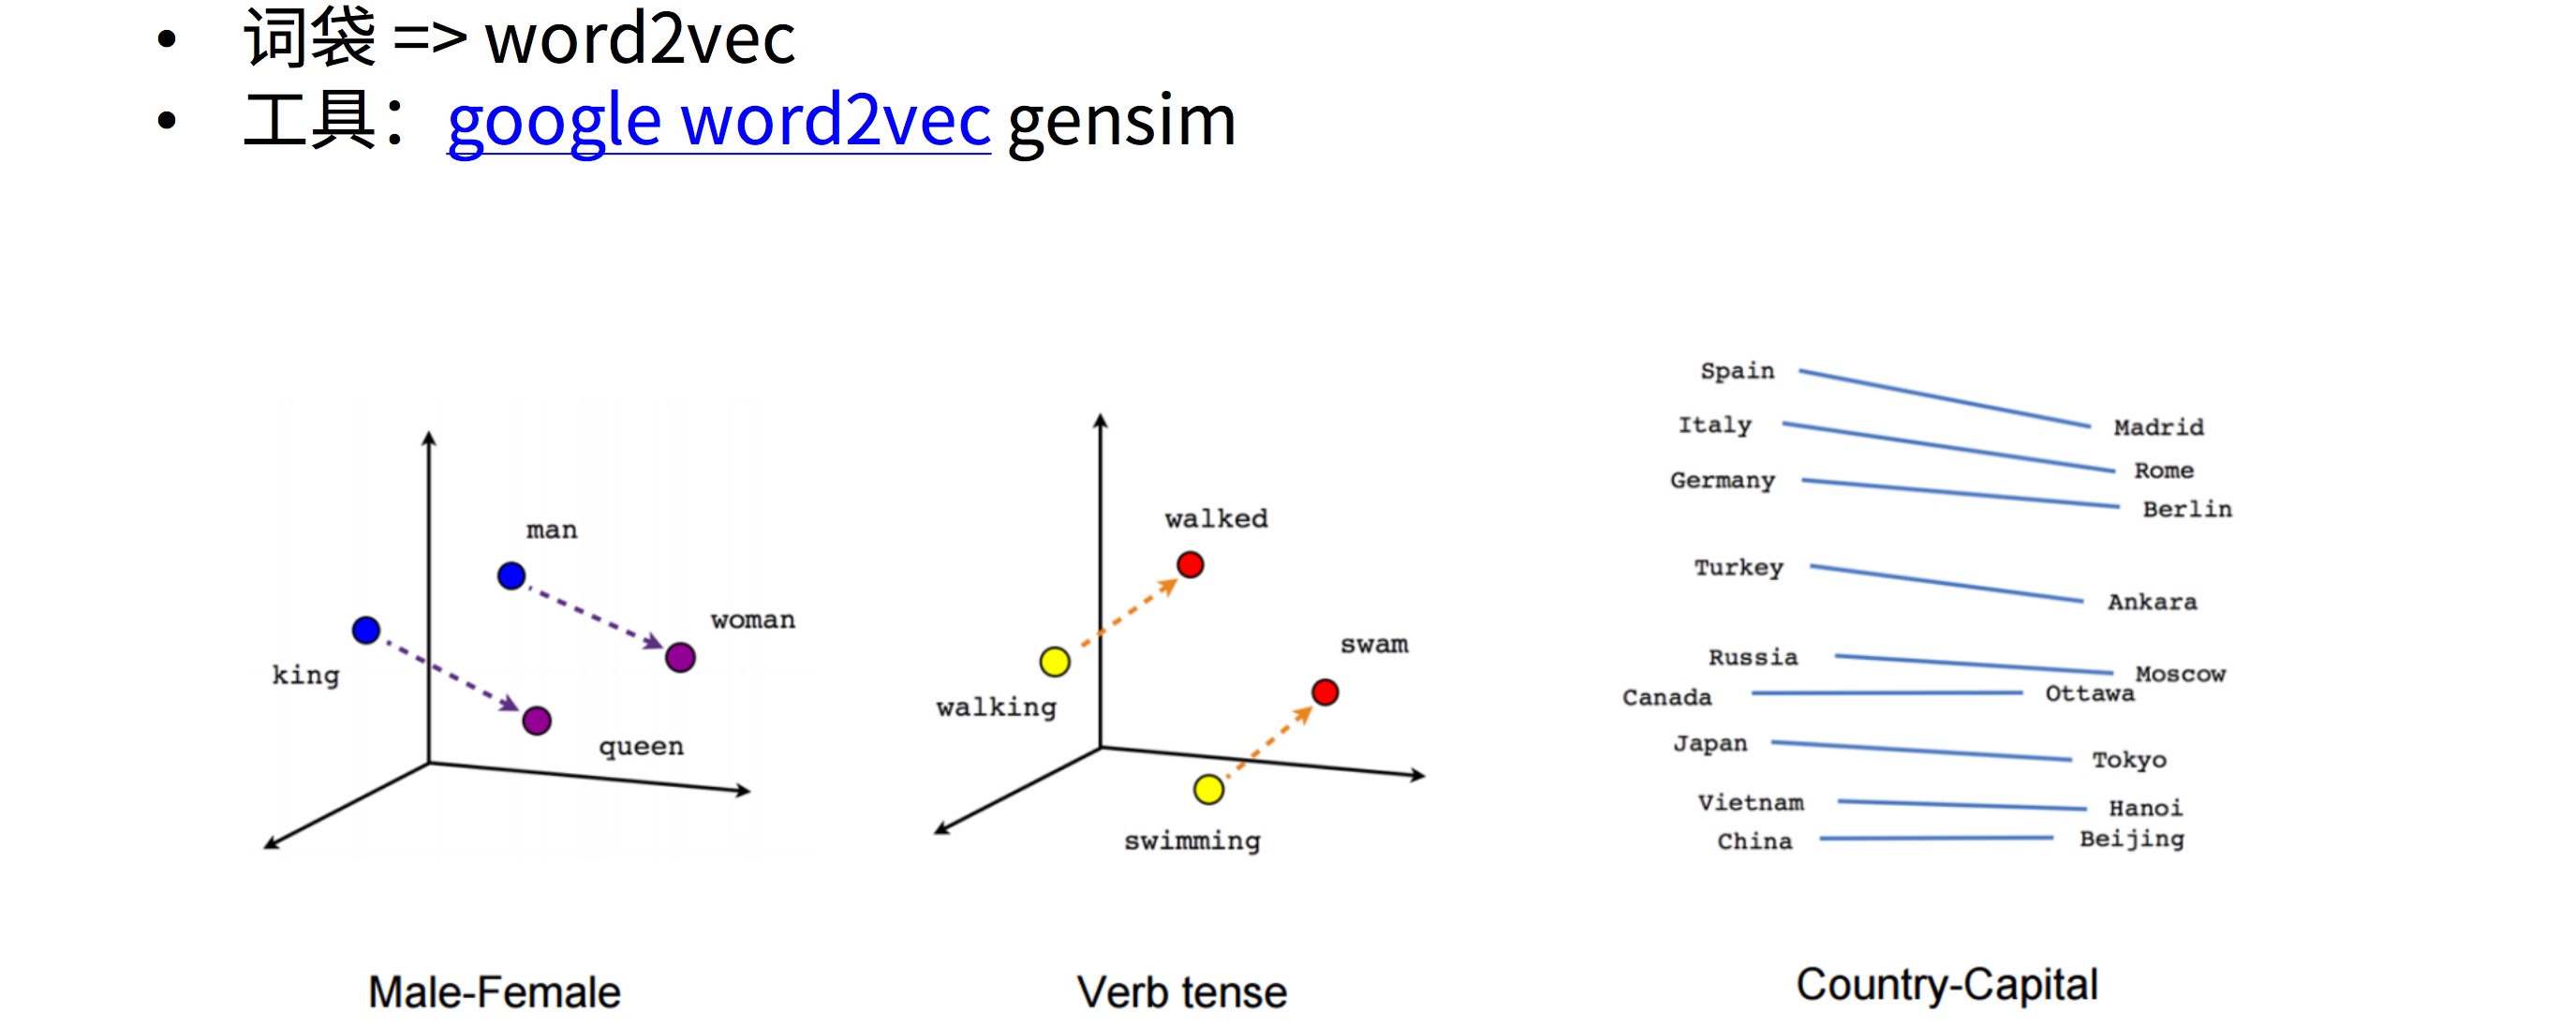 • 词袋 => word2vec
• 工具：google word2vec gensim
man
woman
king
queen
Male-Female
walked
swam
walking
swimming
Verb tense
Spain Madrid
Italy Rome
Germany Berlin
Turkey Ankara
Russia Moscow
Canada Ottawa
Japan Tokyo
Vietnam Hanoi
China Beijing
Country-Capital